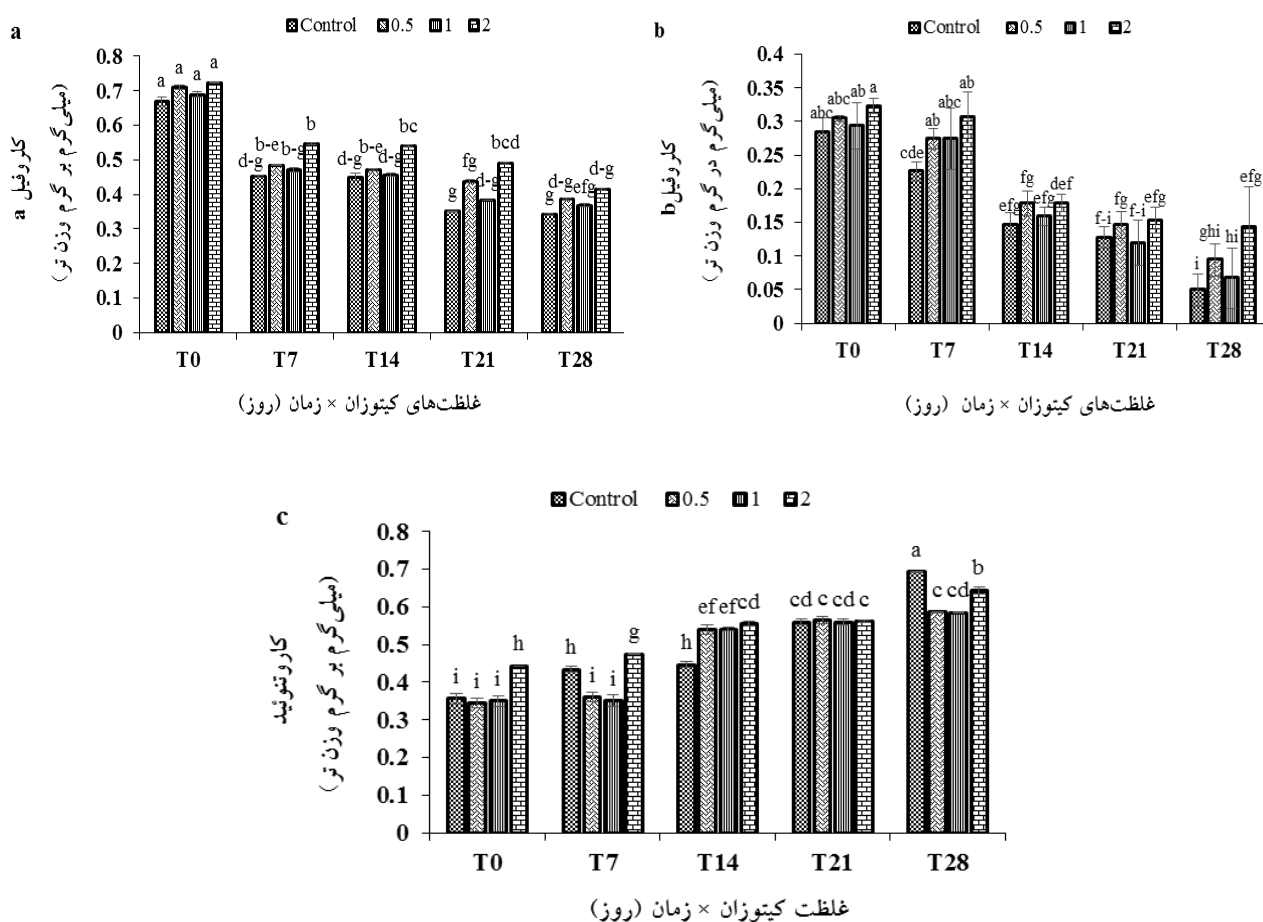 a
Control 0.5 1 2
کلروفیل a
(میلی‌گرم بر گرم وزن تر)
0.8
0.7
0.6
0.5
0.4
0.3
0.2
0.1
0
a a a a
d-g b-e b-g b
d-g b-e d-g bc
g fg d-g bcd
g d-g efg d-g
T0 T7 T14 T21 T28
غلظت‌های کیتوزان × زمان (روز)
b
Control 0.5 1 2
کلروفیل b
(میلی‌گرم در گرم وزن تر)
0.4
0.35
0.3
0.25
0.2
0.15
0.1
0.05
0
abc abc ab a
cde ab abc ab
efg fg efg def
f-i fg f-i efg
i ghi hi efg
T0 T7 T14 T21 T28
غلظت‌های کیتوزان × زمان (روز)
c
Control 0.5 1 2
کاروتنوئید
(میلی‌گرم بر گرم وزن تر)
0.8
0.7
0.6
0.5
0.4
0.3
0.2
0.1
0
i i i h
h i i g
h ef ef cd
cd c cd c
a c cd b
T0 T7 T14 T21 T28
غلظت کیتوزان × زمان (روز)